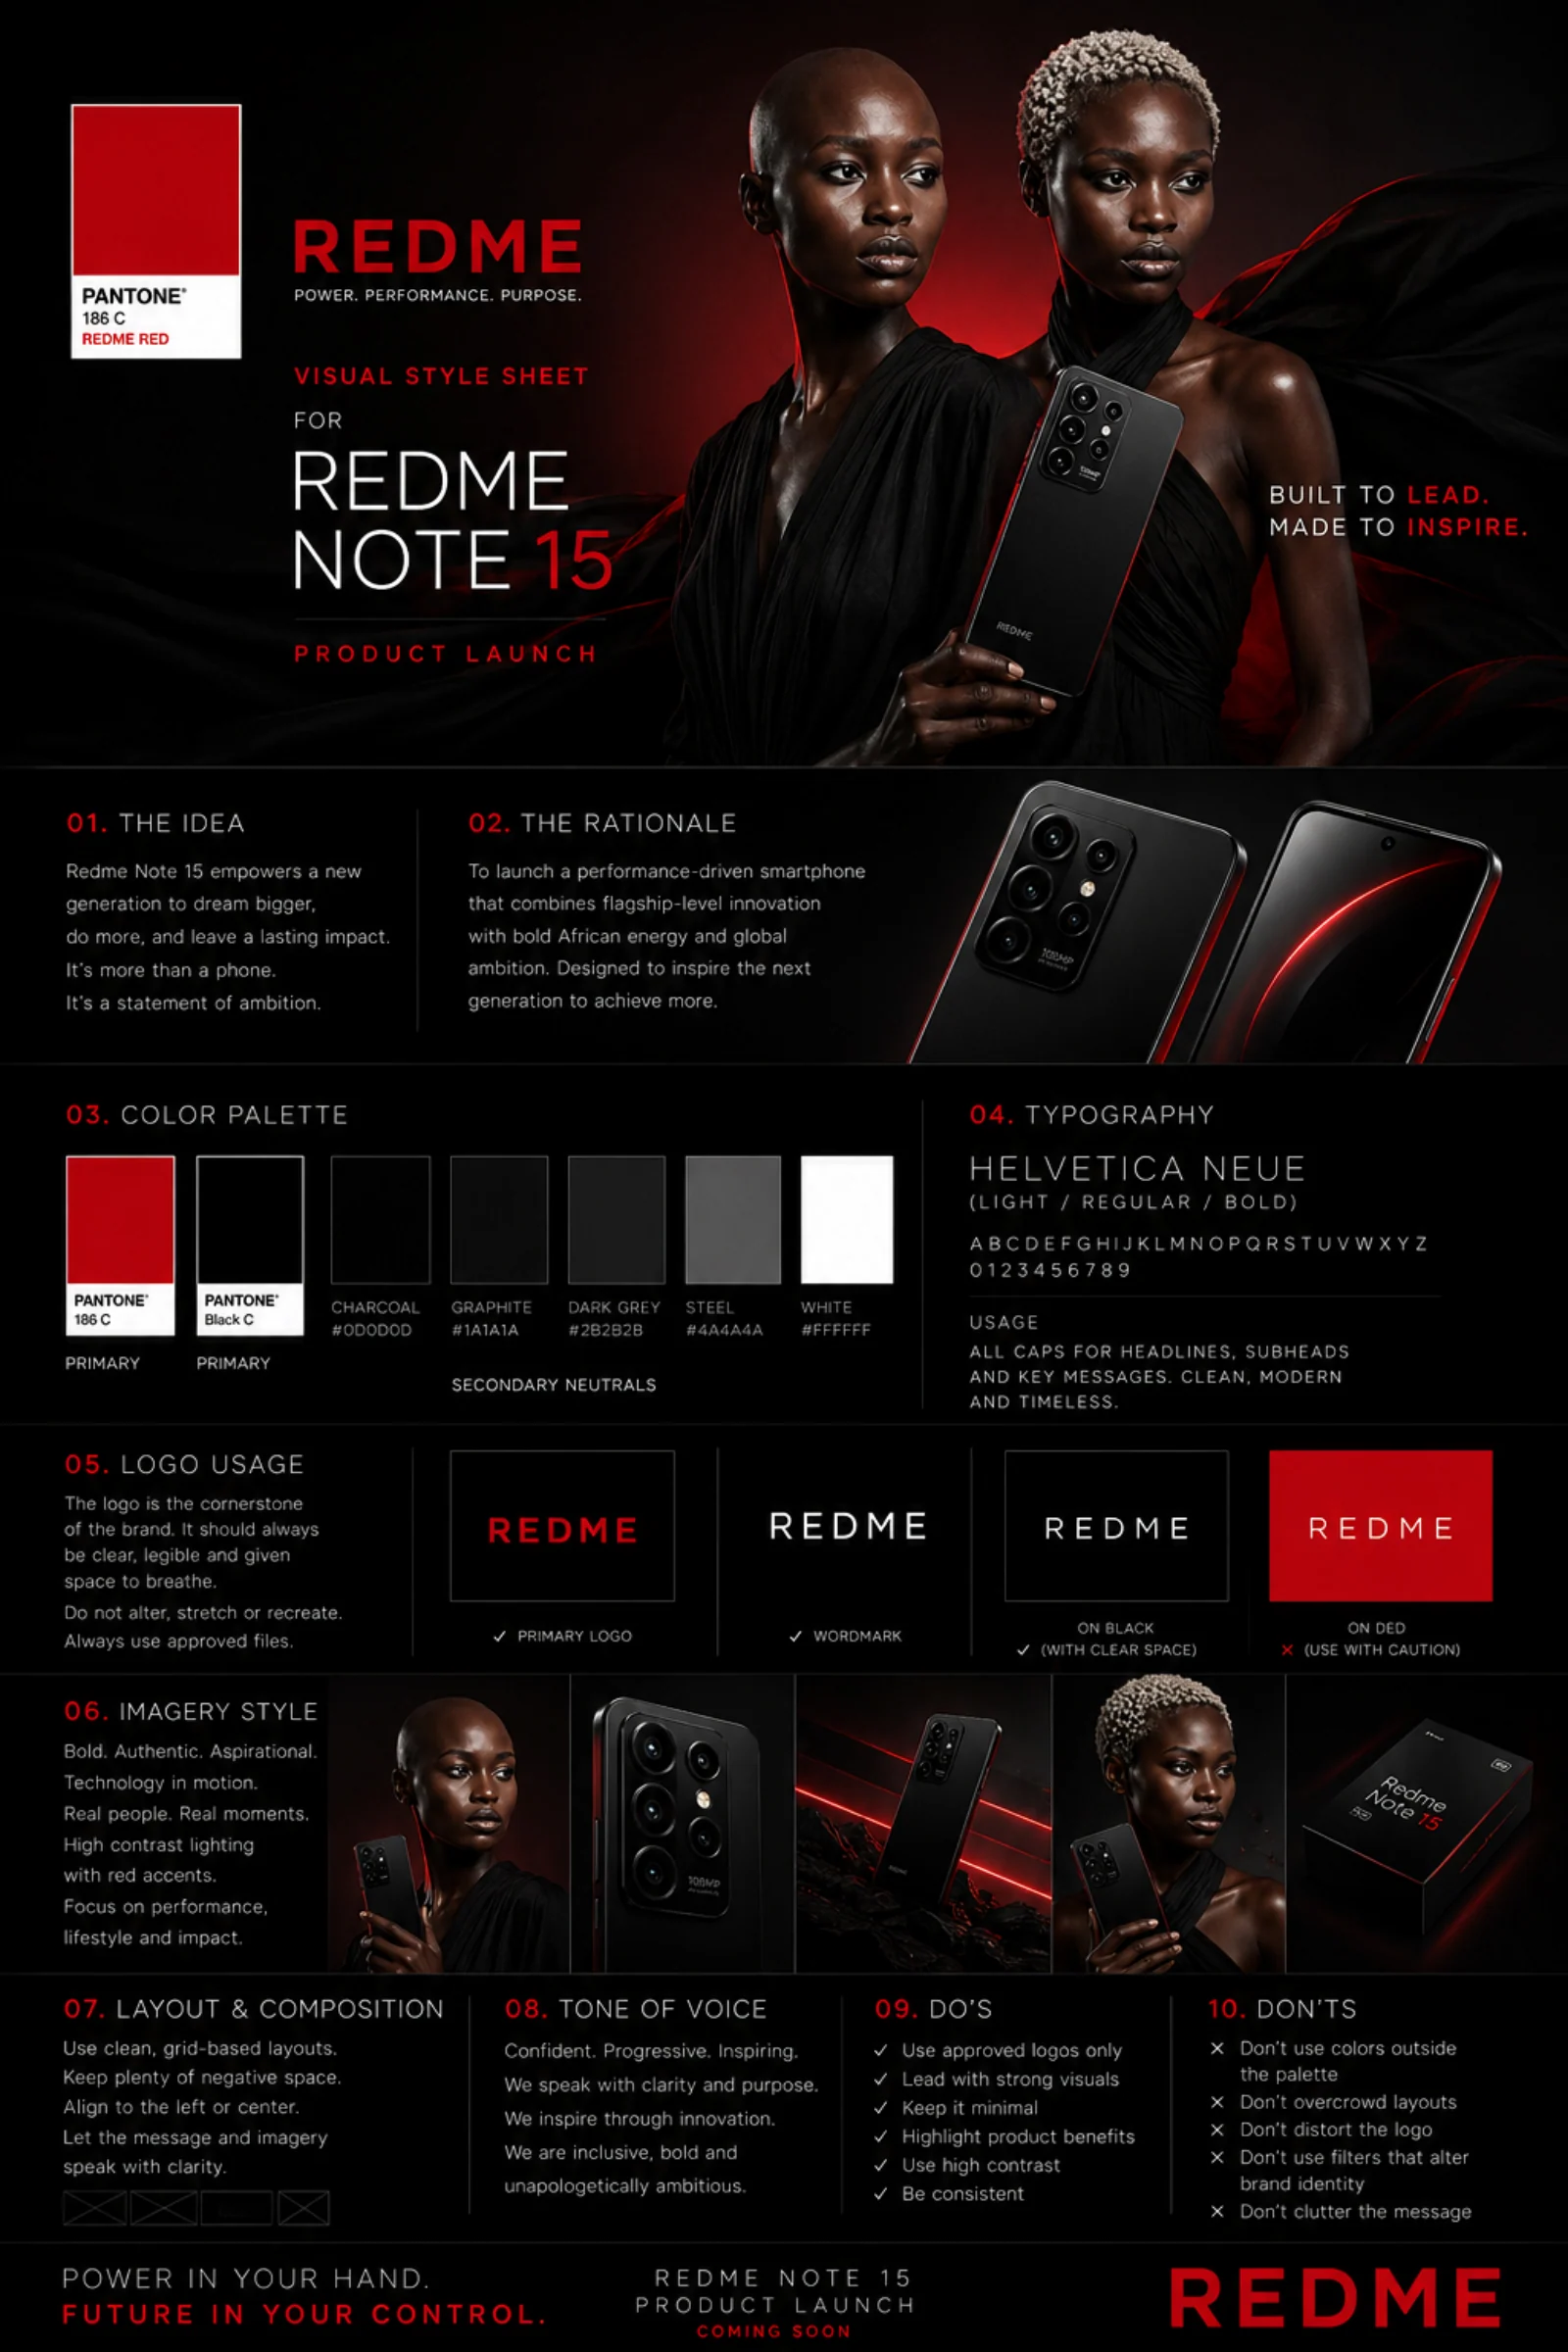 PANTONE®
186 C
REDME RED
REDME
POWER. PERFORMANCE. PURPOSE.
VISUAL STYLE SHEET
FOR
REDME
NOTE 15
PRODUCT LAUNCH
REDME
BUILT TO LEAD.
MADE TO INSPIRE.
01. THE IDEA
Redme Note 15 empowers a new
generation to dream bigger,
do more, and leave a lasting impact.
It's more than a phone.
It's a statement of ambition.
02. THE RATIONALE
To launch a performance-driven smartphone
that combines flagship-level innovation
with bold African energy and global
ambition. Designed to inspire the next
generation to achieve more.
108MP
03. COLOR PALETTE
PANTONE®
186 C
PRIMARY
PANTONE®
Black C
PRIMARY
CHARCOAL
#0D0D0D
GRAPHITE
#1A1A1A
DARK GREY
#2B2B2B
STEEL
#4A4A4A
WHITE
#FFFFFF
SECONDARY NEUTRALS
04. TYPOGRAPHY
HELVETICA NEUE
(LIGHT / REGULAR / BOLD)
ABCDEFGHIJKLMNOPQRSTUVWXYZ
0123456789
USAGE
ALL CAPS FOR HEADLINES, SUBHEADS
AND KEY MESSAGES. CLEAN, MODERN
AND TIMELESS.
05. LOGO USAGE
The logo is the cornerstone
of the brand. It should always
be clear, legible and given
space to breathe.
Do not alter, stretch or recreate.
Always use approved files.
REDME
✓ PRIMARY LOGO
REDME
✓ WORDMARK
REDME
ON BLACK
✓ (WITH CLEAR SPACE)
REDME
ON DED
✕ (USE WITH CAUTION)
06. IMAGERY STYLE
Bold. Authentic. Aspirational.
Technology in motion.
Real people. Real moments.
High contrast lighting
with red accents.
Focus on performance,
lifestyle and impact.
108MP
Redme
Note 15
07. LAYOUT & COMPOSITION
Use clean, grid-based layouts.
Keep plenty of negative space.
Align to the left or center.
Let the message and imagery
speak with clarity.
08. TONE OF VOICE
Confident. Progressive. Inspiring.
We speak with clarity and purpose.
We inspire through innovation.
We are inclusive, bold and
unapologetically ambitious.
09. DO'S
✓ Use approved logos only
✓ Lead with strong visuals
✓ Keep it minimal
✓ Highlight product benefits
✓ Use high contrast
✓ Be consistent
10. DON'TS
✕ Don't use colors outside
the palette
✕ Don't overcrowd layouts
✕ Don't distort the logo
✕ Don't use filters that alter
brand identity
✕ Don't clutter the message
POWER IN YOUR HAND.
FUTURE IN YOUR CONTROL.
REDME NOTE 15
PRODUCT LAUNCH
COMING SOON
REDME